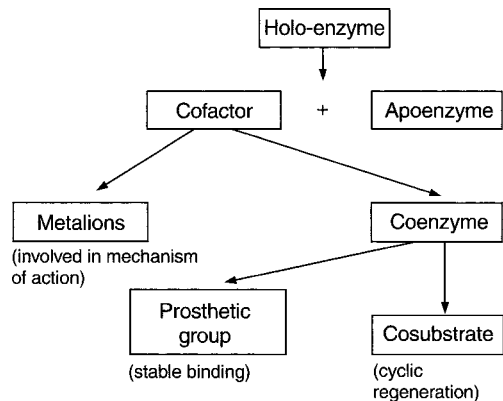 Holo-enzyme
Cofactor + Apoenzyme
Metalions
(involved in mechanism
of action)
Coenzyme
Prosthetic
group
(stable binding)
Cosubstrate
(cyclic
regeneration)